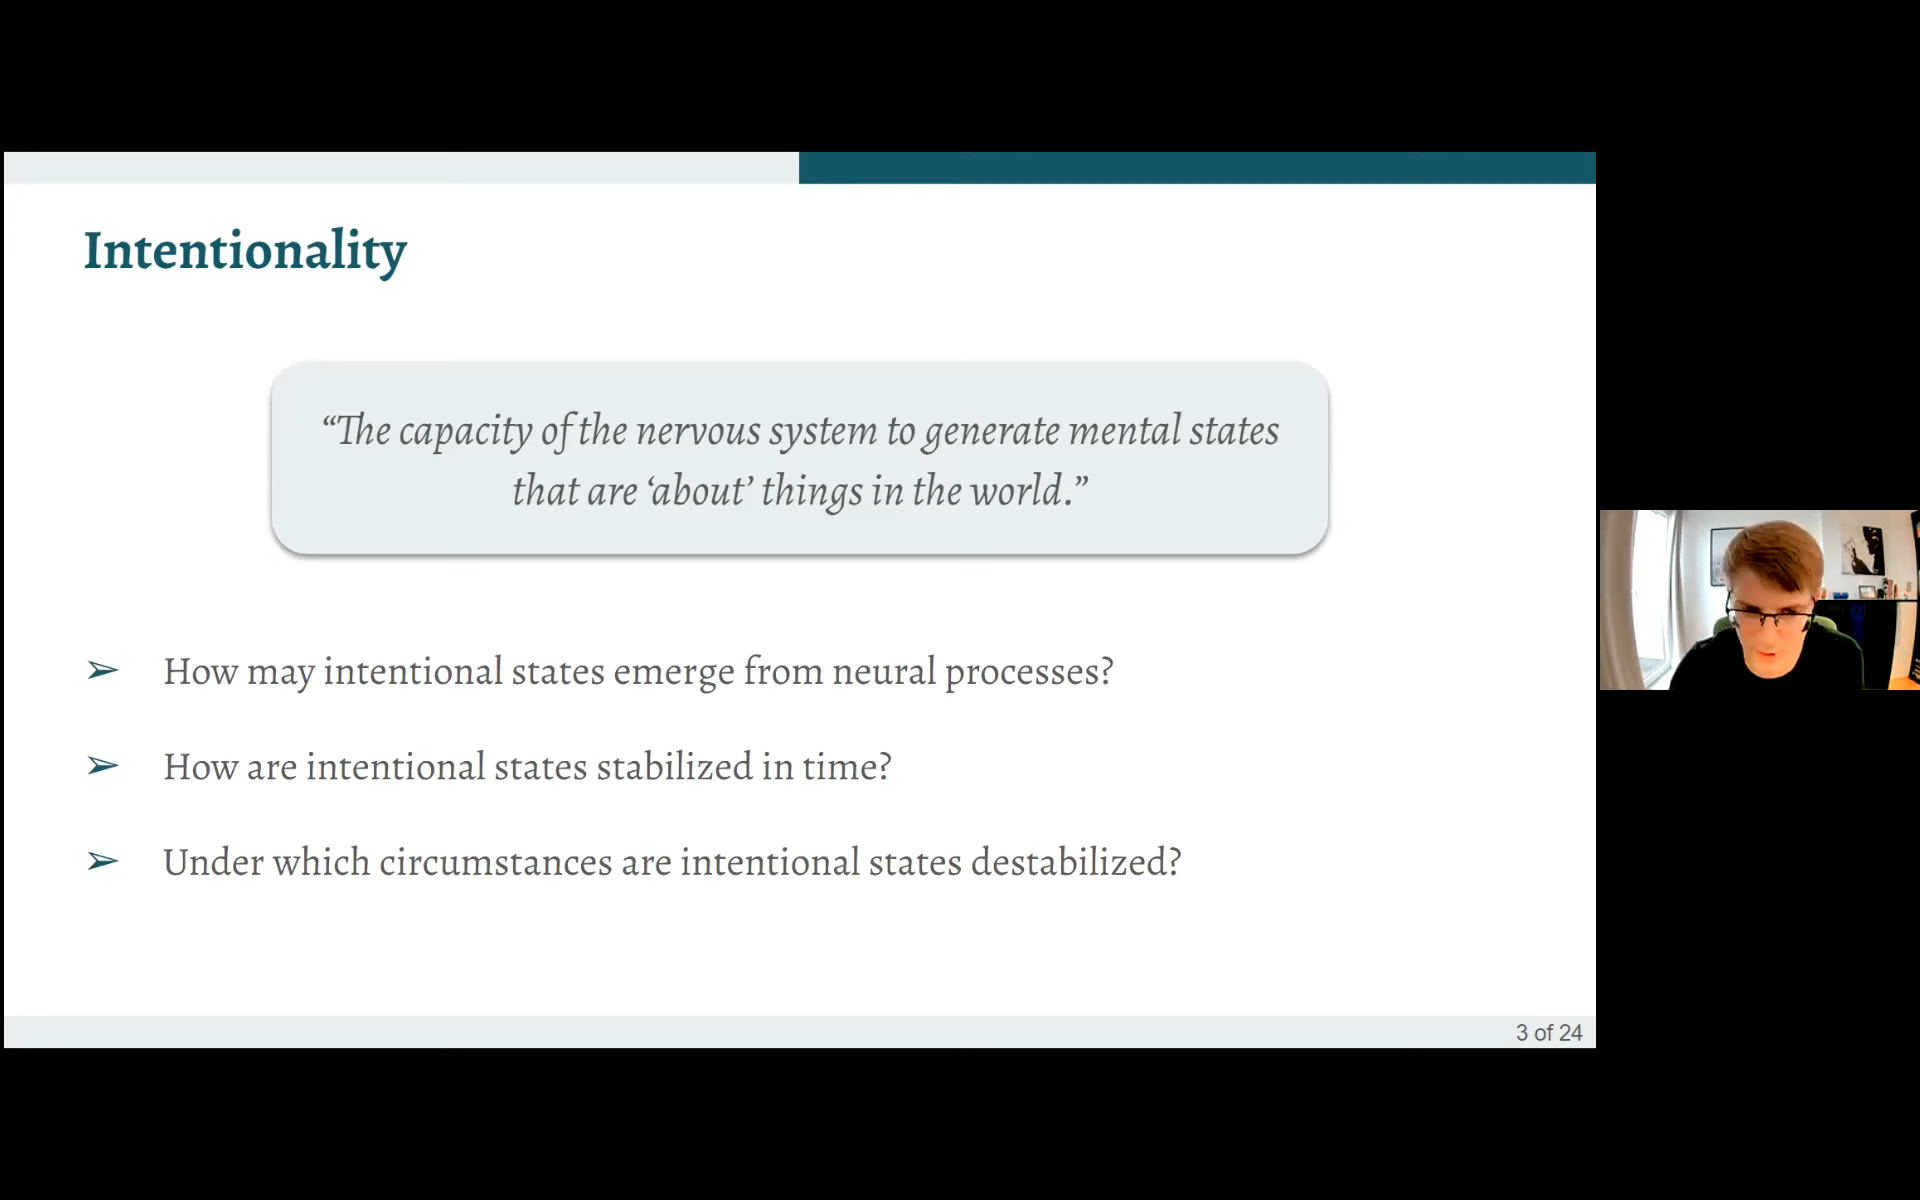 Intentionality
“The capacity of the nervous system to generate mental states
that are ‘about’ things in the world.”
➢ How may intentional states emerge from neural processes?
➢ How are intentional states stabilized in time?
➢ Under which circumstances are intentional states destabilized?
3 of 24